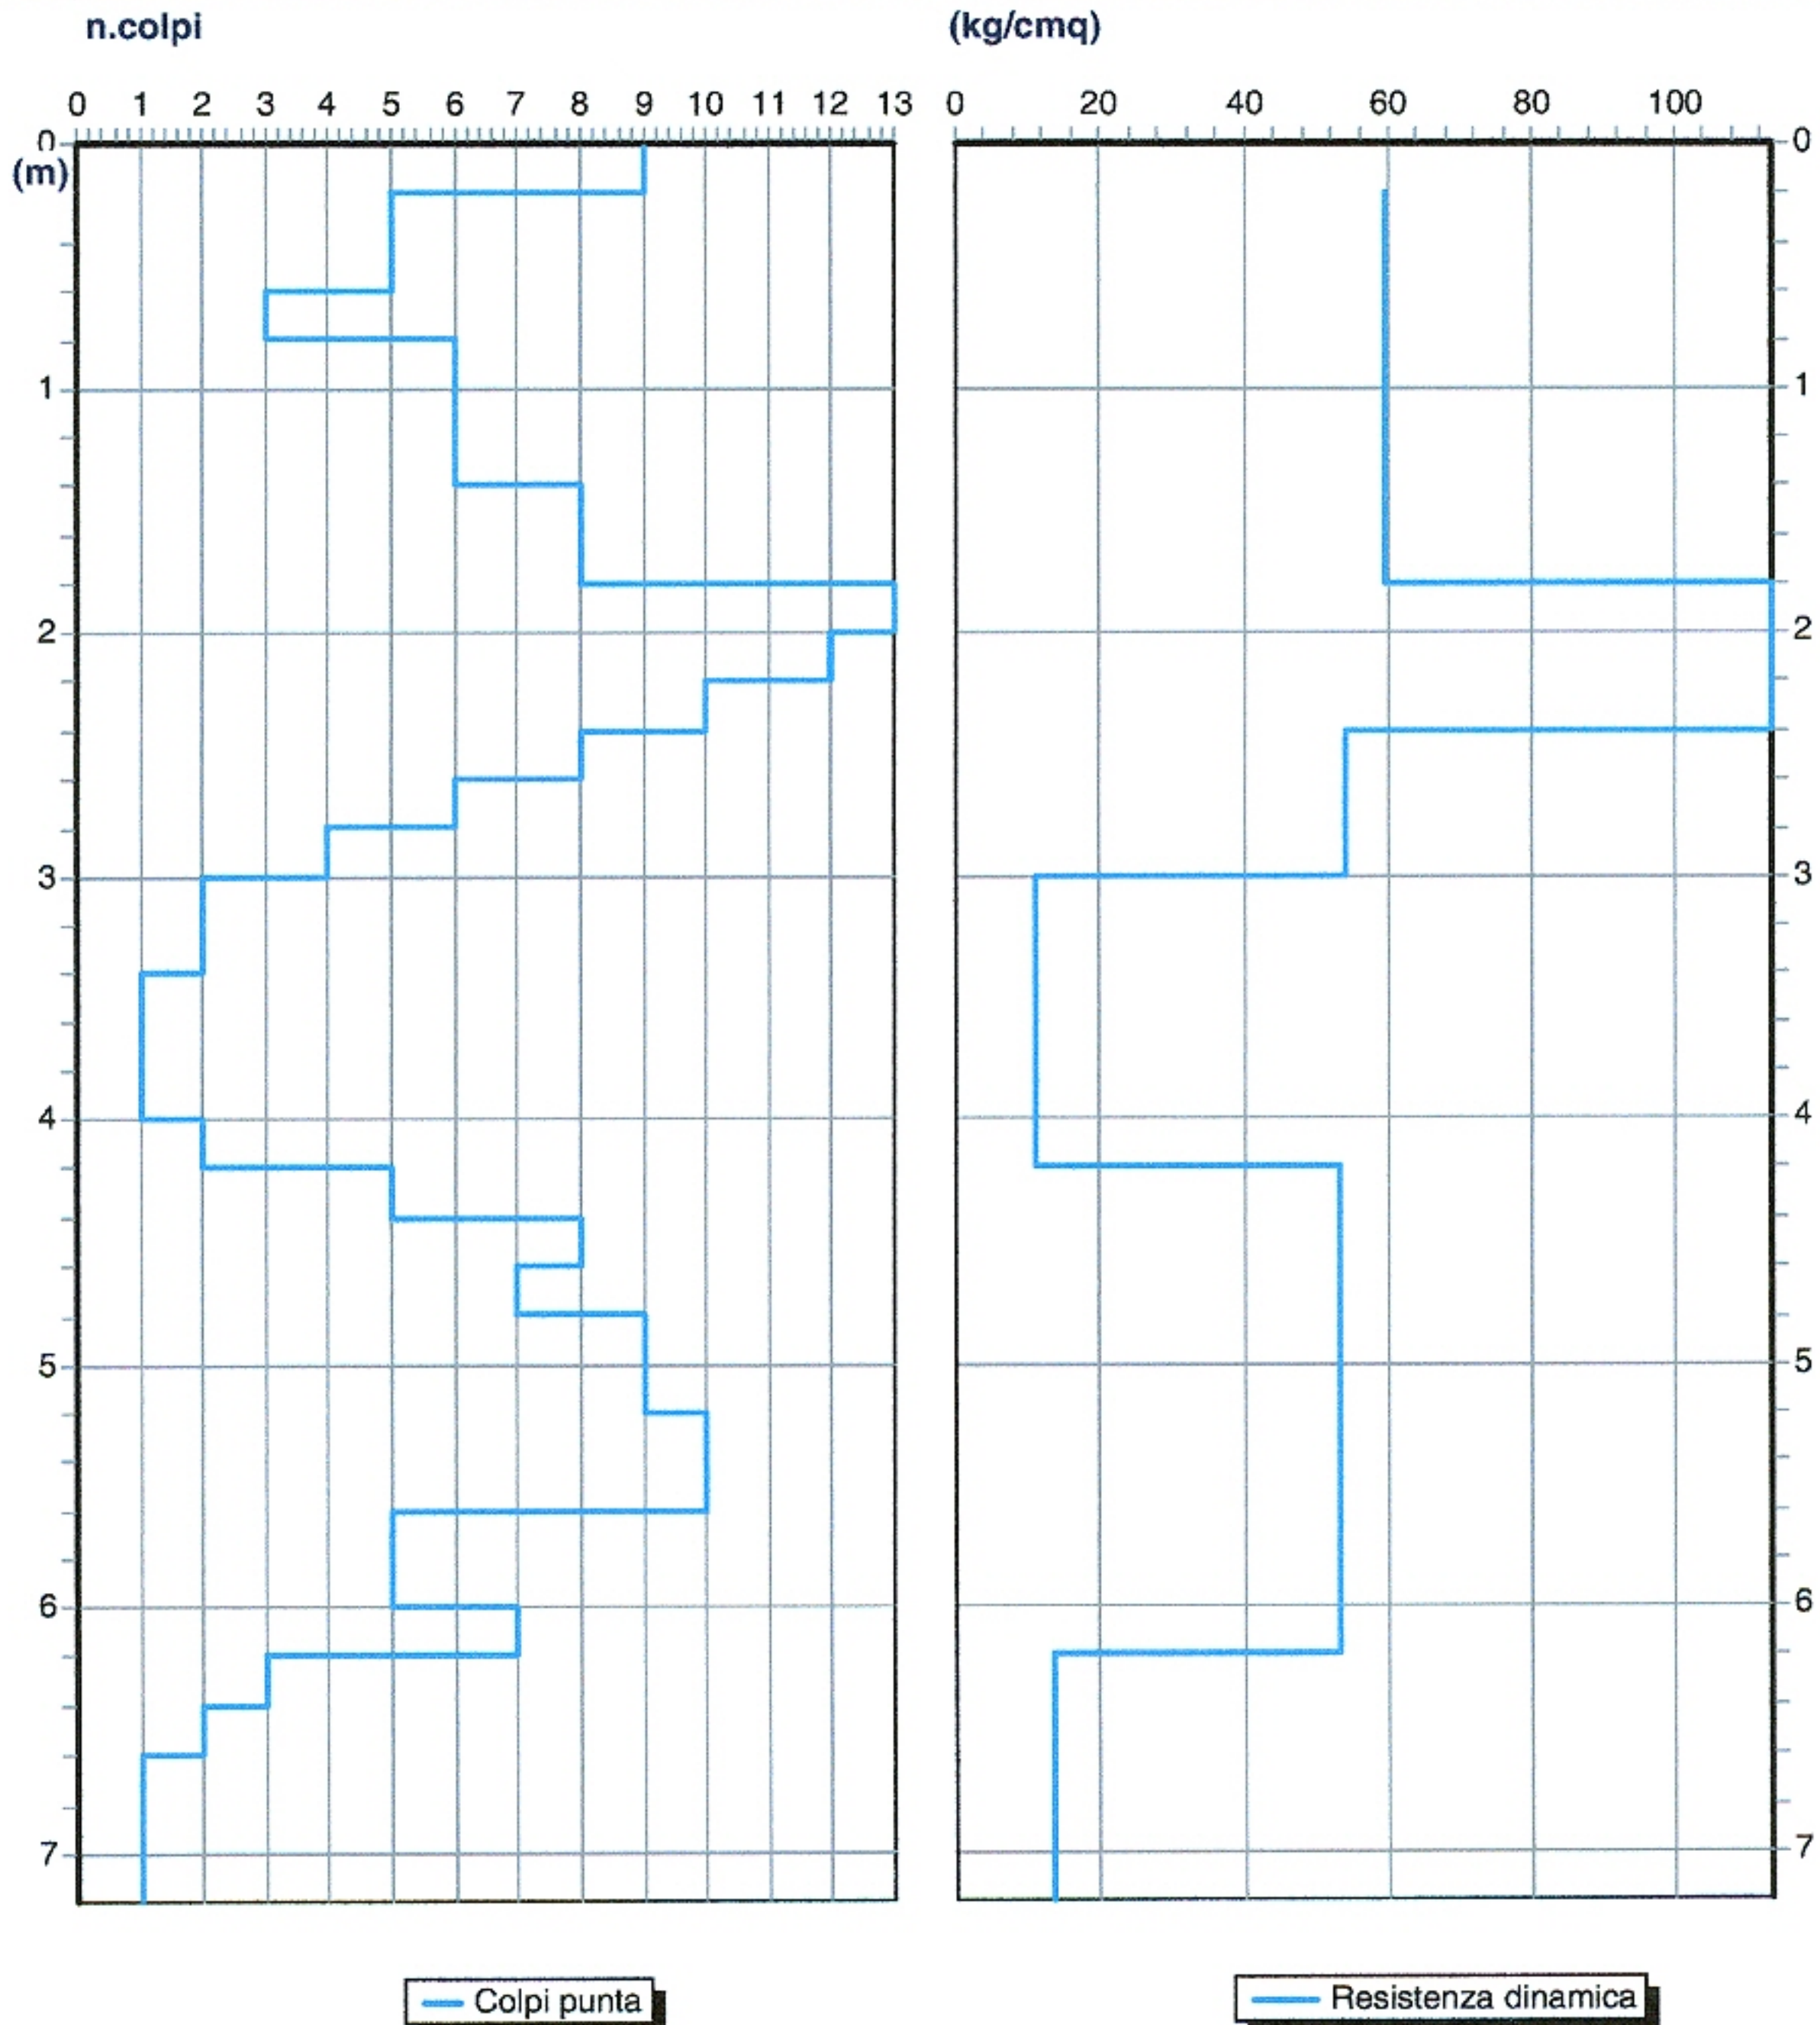 n.colpi (kg/cmq)
0 1 2 3 4 5 6 7 8 9 10 11 12 13 0 20 40 60 80 100
0 0
(m)
1 1
2 2
3 3
4 4
5 5
6 6
7 7
Colpi punta Resistenza dinamica